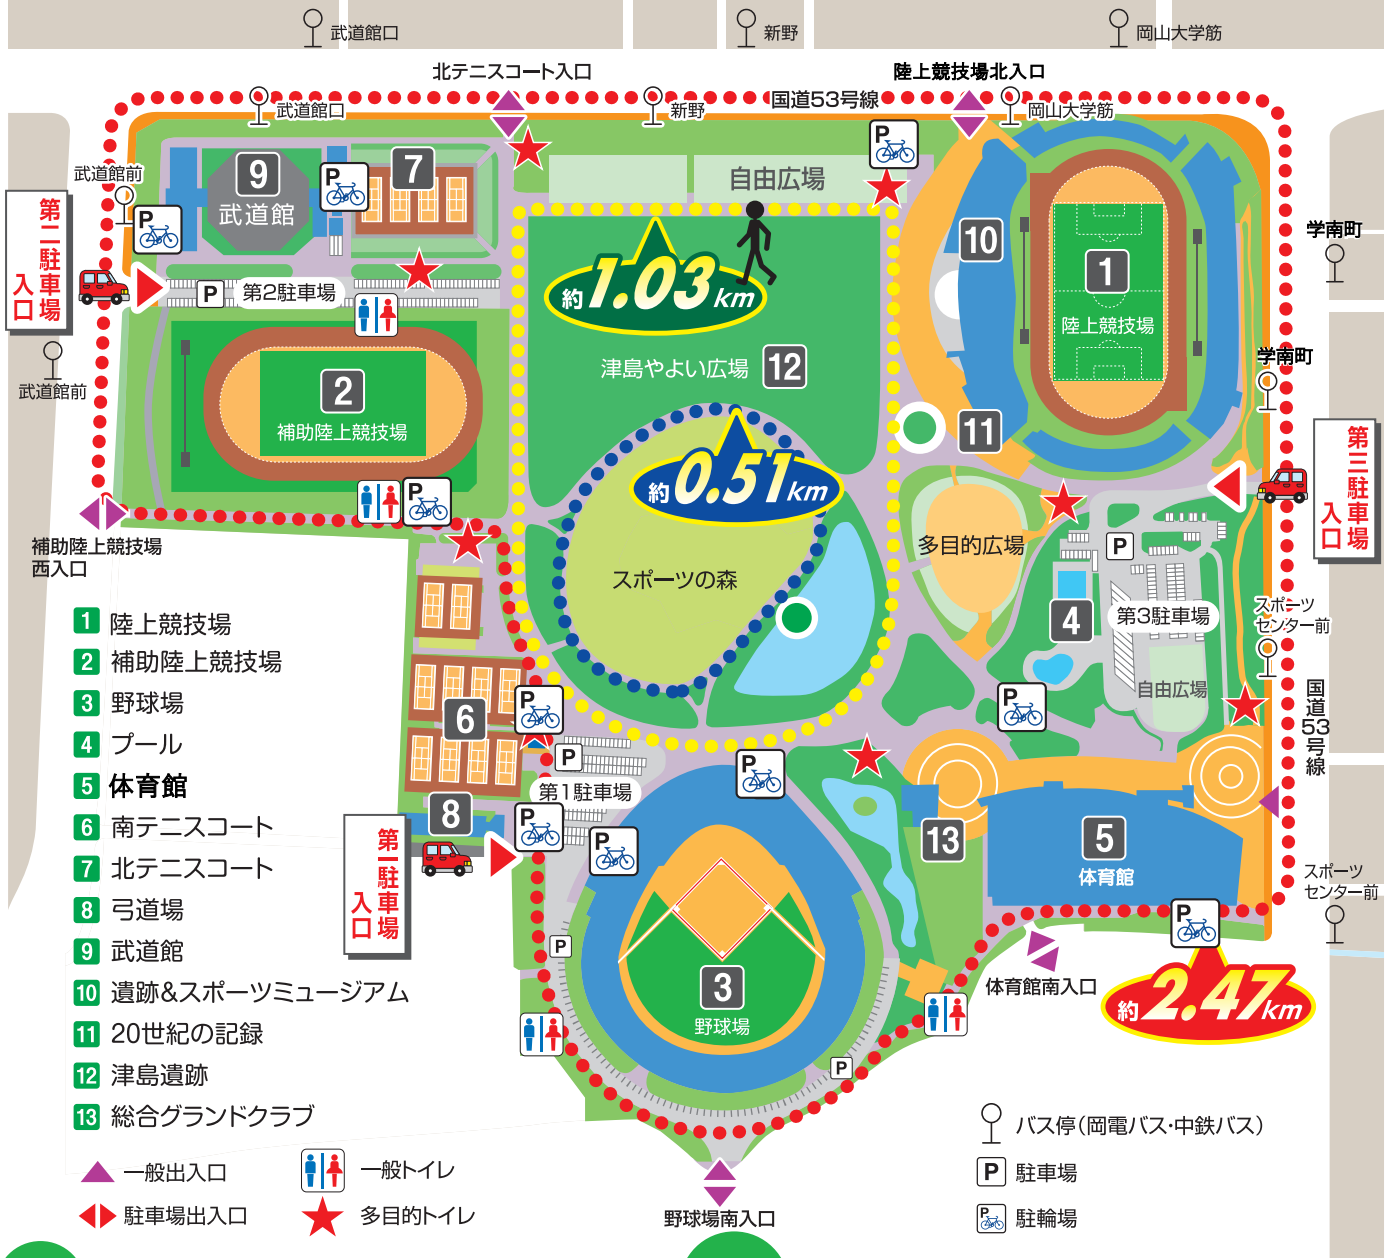 武道館口
新野
岡山大学筋
北テニスコート入口
陸上競技場北入口
武道館口
新野
国道53号線
岡山大学筋
武道館前
第二駐車場
入口
武道館前
9
武道館
7
P
P
自由広場
P
10
1
陸上競技場
学南町
学南町
約1.03km
P
第2駐車場
2
補助陸上競技場
津島やよい広場
12
11
約0.51km
P
第三駐車場
入口
補助陸上競技場
西入口
スポーツの森
多目的広場
P
4
第3駐車場
スポーツ
センター前
自由広場
国道53号線
6
P
P
P
第1駐車場
P
8
P
P
第一駐車場
入口
13
5
体育館
スポーツ
センター前
P
体育館南入口
約2.47km
P
3
野球場
P
野球場南入口
1 陸上競技場
2 補助陸上競技場
3 野球場
4 プール
5 体育館
6 南テニスコート
7 北テニスコート
8 弓道場
9 武道館
10 遺跡&スポーツミュージアム
11 20世紀の記録
12 津島遺跡
13 総合グランドクラブ
一般出入口
一般トイレ
駐車場出入口
多目的トイレ
バス停(岡電バス・中鉄バス)
P 駐車場
P 駐輪場